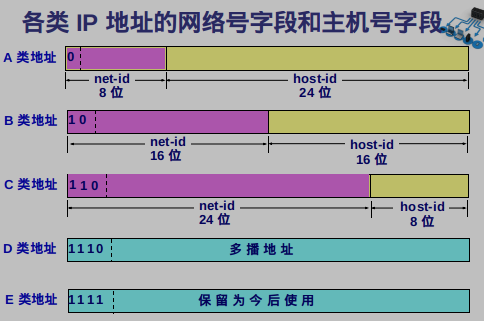 各类 IP 地址的网络号字段和主机号字段
A 类地址
0
net-id
8 位
host-id
24 位
B 类地址
1 0
net-id
16 位
host-id
16 位
C 类地址
1 1 0
net-id
24 位
host-id
8 位
D 类地址
1110
多播地址
E 类地址
1111
保留为今后使用